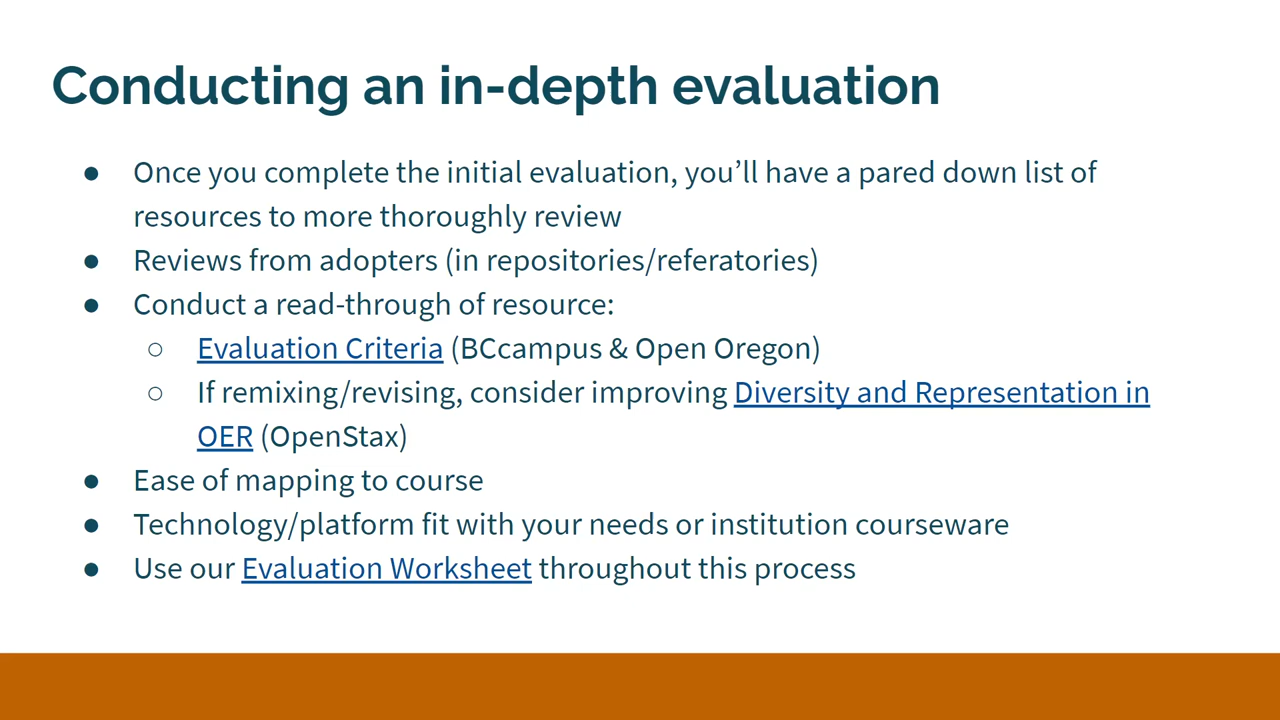 Conducting an in-depth evaluation
● Once you complete the initial evaluation, you’ll have a pared down list of
resources to more thoroughly review
● Reviews from adopters (in repositories/referatories)
● Conduct a read-through of resource:
○ Evaluation Criteria (BCcampus & Open Oregon)
○ If remixing/revising, consider improving Diversity and Representation in
OER (OpenStax)
● Ease of mapping to course
● Technology/platform fit with your needs or institution courseware
● Use our Evaluation Worksheet throughout this process